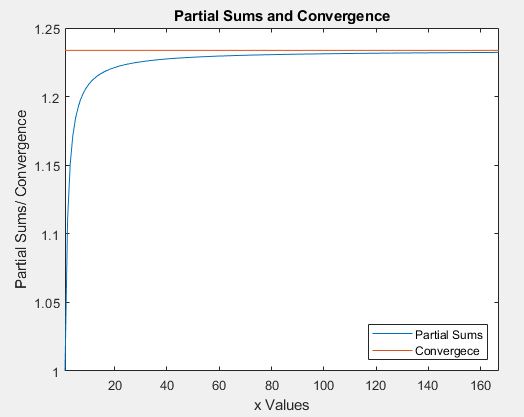 Partial Sums and Convergence
1.25
1.2
1.15
1.1
1.05
1
Partial Sums/ Convergence
Partial Sums
Convergece
20 40 60 80 100 120 140 160
x Values